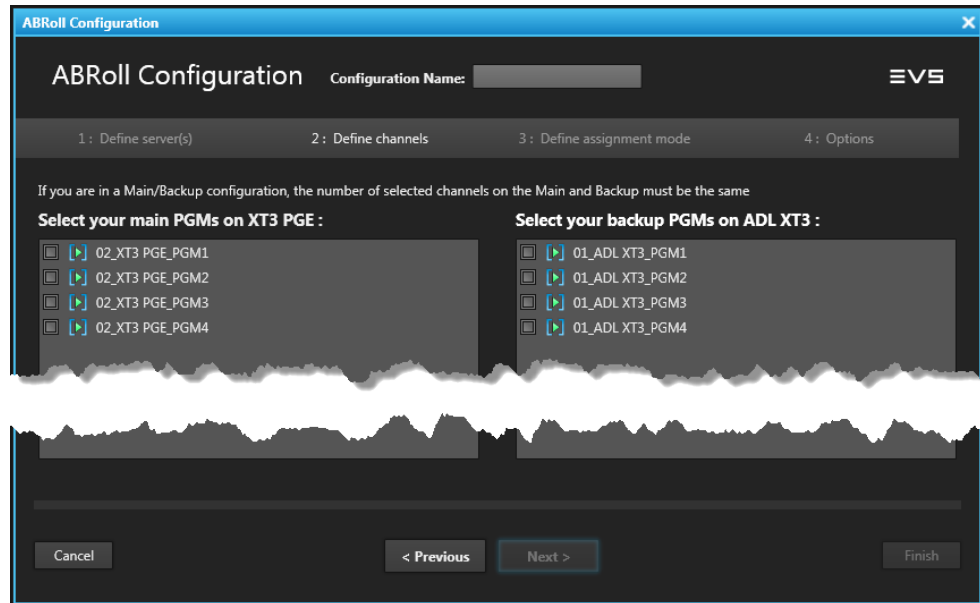 ABRoll Configuration
ABRoll Configuration Configuration Name: EVS
1 : Define server(s) 2 : Define channels 3 : Define assignment mode 4 : Options
If you are in a Main/Backup configuration, the number of selected channels on the Main and Backup must be the same
Select your main PGMs on XT3 PGE :
02_XT3 PGE_PGM1
02_XT3 PGE_PGM2
02_XT3 PGE_PGM3
02_XT3 PGE_PGM4
Select your backup PGMs on ADL XT3 :
01_ADL XT3_PGM1
01_ADL XT3_PGM2
01_ADL XT3_PGM3
01_ADL XT3_PGM4
Cancel < Previous Next > Finish